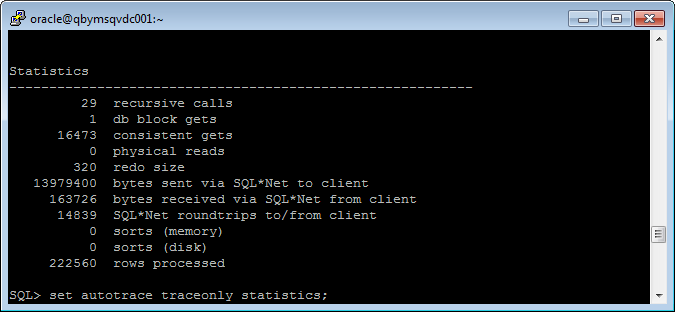 oracle@qbymsqvdc001:~
Statistics
----------------------------------------------------------
29 recursive calls
1 db block gets
16473 consistent gets
0 physical reads
320 redo size
13979400 bytes sent via SQL*Net to client
163726 bytes received via SQL*Net from client
14839 SQL*Net roundtrips to/from client
0 sorts (memory)
0 sorts (disk)
222560 rows processed
SQL> set autotrace traceonly statistics;